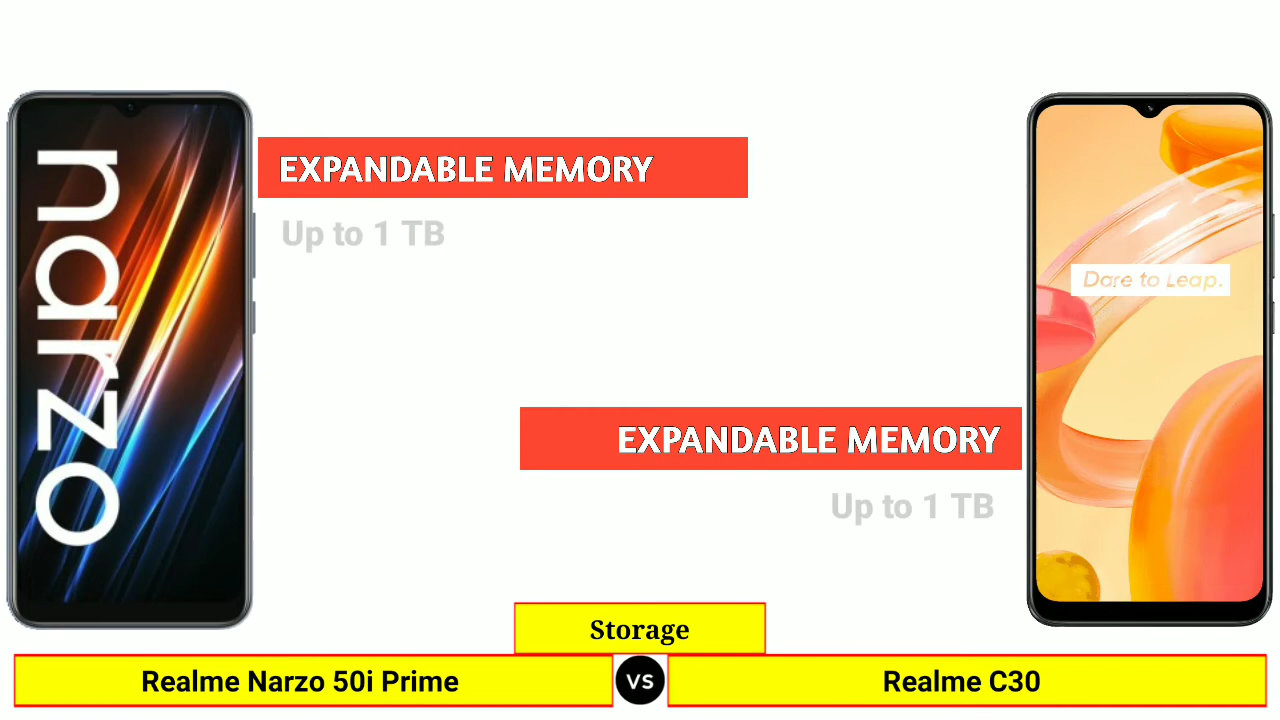 narzo
EXPANDABLE MEMORY
Up to 1 TB
Dare to Leap.
EXPANDABLE MEMORY
Up to 1 TB
Storage
Realme Narzo 50i Prime
VS
Realme C30